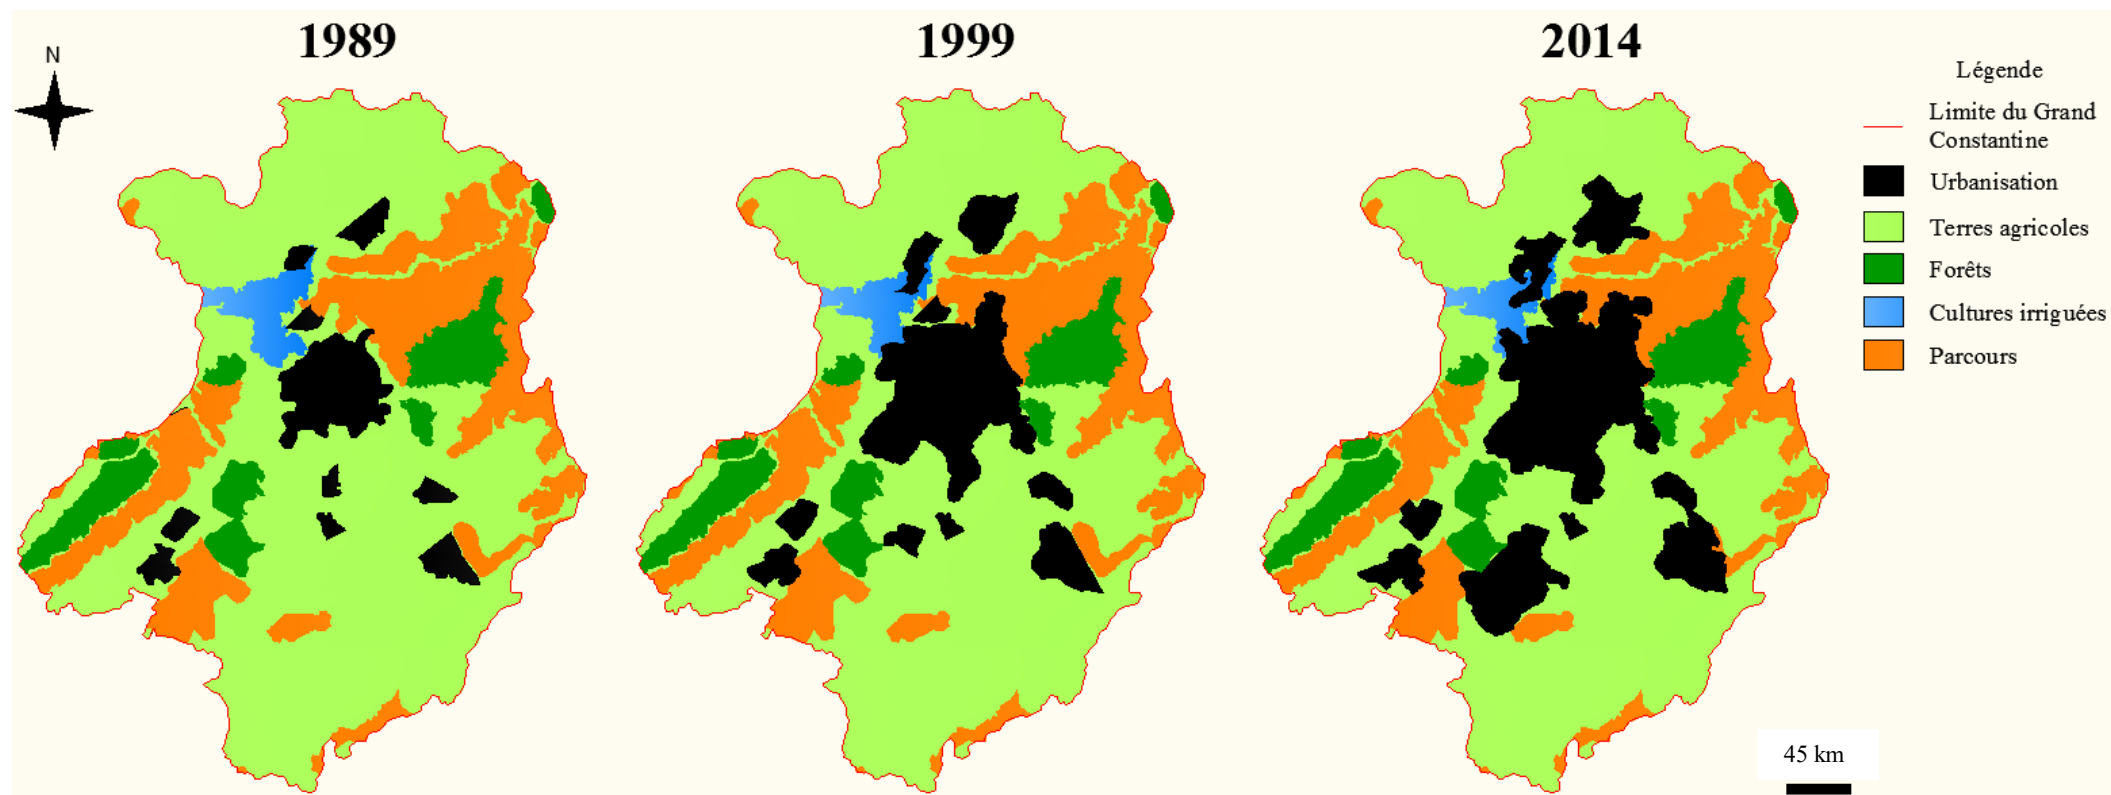 1989
1999
2014
N
Légende
Limite du Grand
Constantine
Urbanisation
Terres agricoles
Forêts
Cultures irriguées
Parcours
45 km